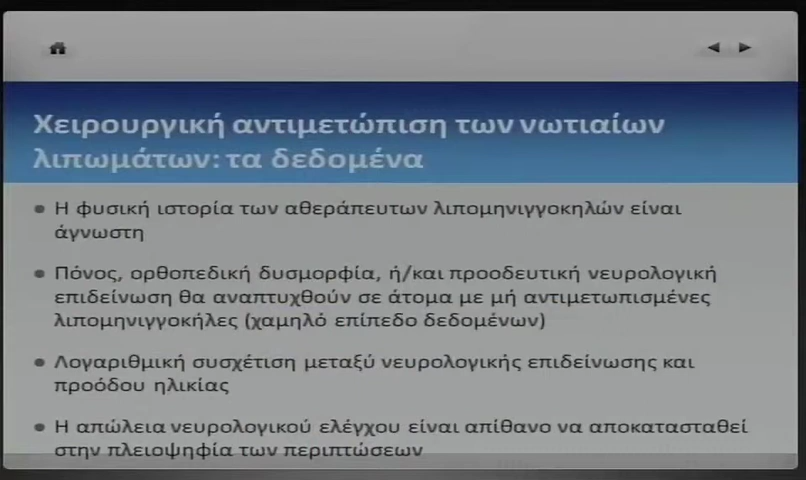 Χειρουργική αντιμετώπιση των νωτιαίων
λιπωμάτων: τα δεδομένα
Η φυσική ιστορία των αθεράπευτων λιπομηνιγγοκηλών είναι
άγνωστη
Πόνος, ορθοπεδική δυσμορφία, ή/και προοδευτική νευρολογική
επιδείνωση θα αναπτυχθούν σε άτομα με μή αντιμετωπισμένες
λιπομηνιγγοκήλες (χαμηλό επίπεδο δεδομένων)
Λογαριθμική συσχέτιση μεταξύ νευρολογικής επιδείνωσης και
προόδου ηλικίας
Η απώλεια νευρολογικού ελέγχου είναι απίθανο να αποκατασταθεί
στην πλειοψηφία των περιπτώσεων